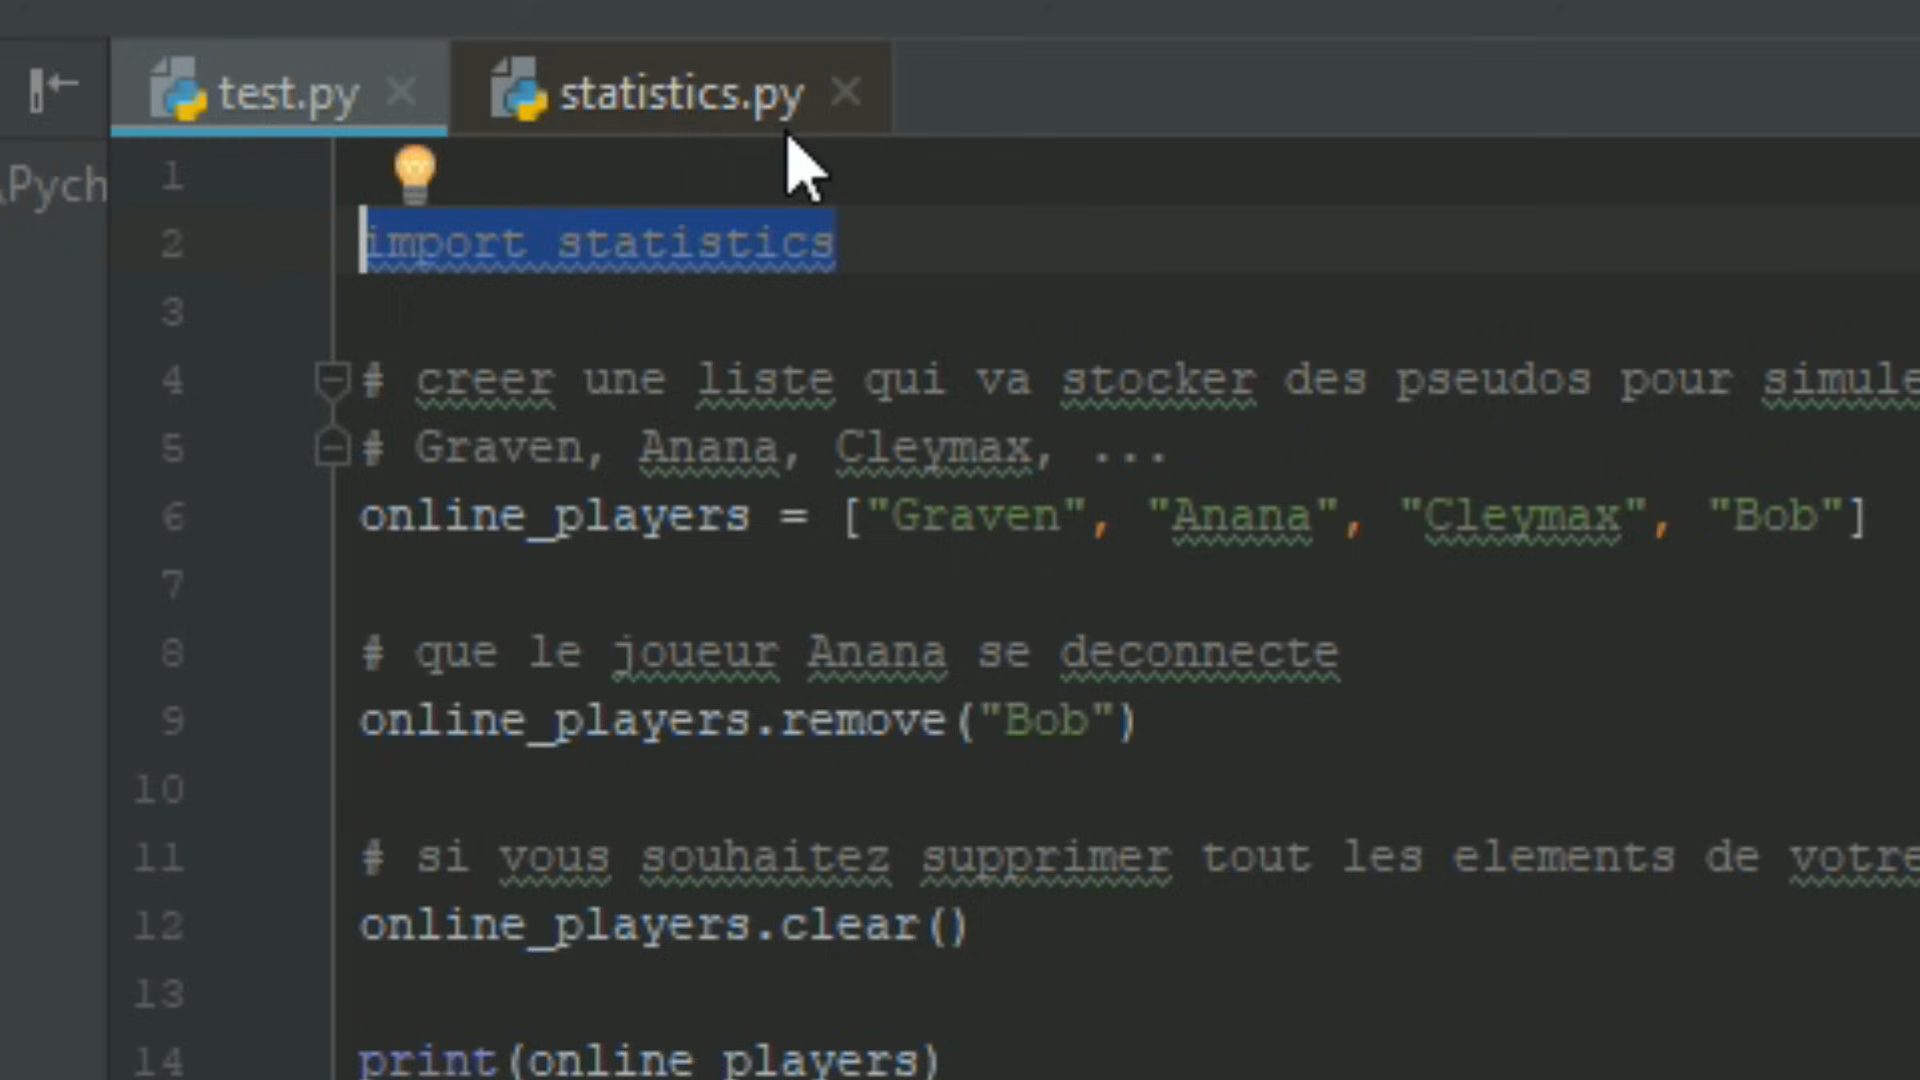 test.py
statistics.py
\Pych
1
2 import statistics
3
4 # creer une liste qui va stocker des pseudos pour simule
5 # Graven, Anana, Cleymax, ...
6 online_players = ["Graven", "Anana", "Cleymax", "Bob"]
7
8 # que le joueur Anana se deconnecte
9 online_players.remove("Bob")
10
11 # si vous souhaitez supprimer tout les elements de votre
12 online_players.clear()
13
14 print(online_players)